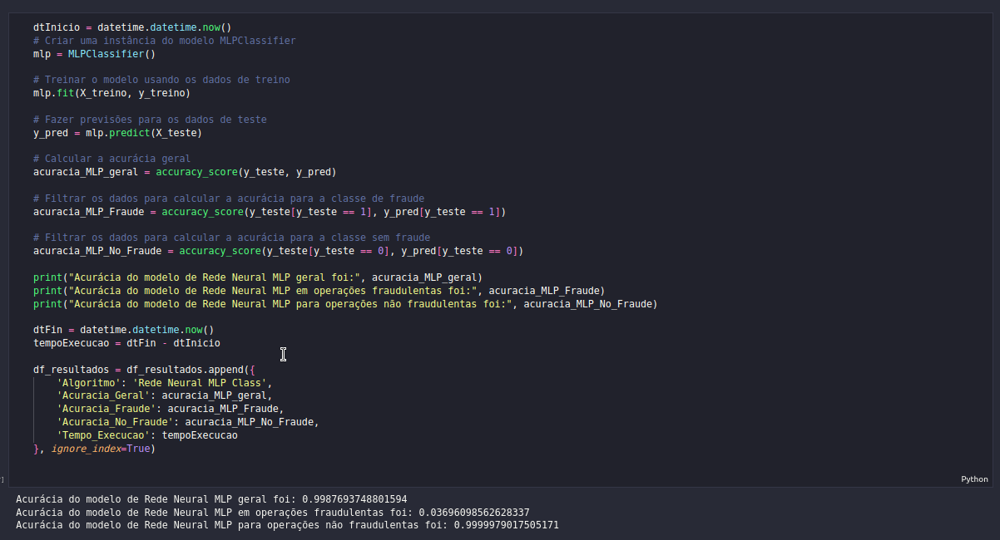 dtInicio = datetime.datetime.now()
# Criar uma instância do modelo MLPClassifier
mlp = MLPClassifier()
# Treinar o modelo usando os dados de treino
mlp.fit(X_treino, y_treino)
# Fazer previsões para os dados de teste
y_pred = mlp.predict(X_teste)
# Calcular a acurácia geral
acuracia_MLP_geral = accuracy_score(y_teste, y_pred)
# Filtrar os dados para calcular a acurácia para a classe de fraude
acuracia_MLP_Fraude = accuracy_score(y_teste[y_teste == 1], y_pred[y_teste == 1])
# Filtrar os dados para calcular a acurácia para a classe sem fraude
acuracia_MLP_No_Fraude = accuracy_score(y_teste[y_teste == 0], y_pred[y_teste == 0])
print("Acurácia do modelo de Rede Neural MLP geral foi:", acuracia_MLP_geral)
print("Acurácia do modelo de Rede Neural MLP em operações fraudulentas foi:", acuracia_MLP_Fraude)
print("Acurácia do modelo de Rede Neural MLP para operações não fraudulentas foi:", acuracia_MLP_No_Fraude)
dtFin = datetime.datetime.now()
tempoExecucao = dtFin - dtInicio
df_resultados = df_resultados.append({
    'Algoritmo': 'Rede Neural MLP Class',
    'Acuracia_Geral': acuracia_MLP_geral,
    'Acuracia_Fraude': acuracia_MLP_Fraude,
    'Acuracia_No_Fraude': acuracia_MLP_No_Fraude,
    'Tempo_Execucao': tempoExecucao
}, ignore_index=True)
]
Python
Acurácia do modelo de Rede Neural MLP geral foi: 0.9987693748801594
Acurácia do modelo de Rede Neural MLP em operações fraudulentas foi: 0.03696098562628337
Acurácia do modelo de Rede Neural MLP para operações não fraudulentas foi: 0.9999979017505171